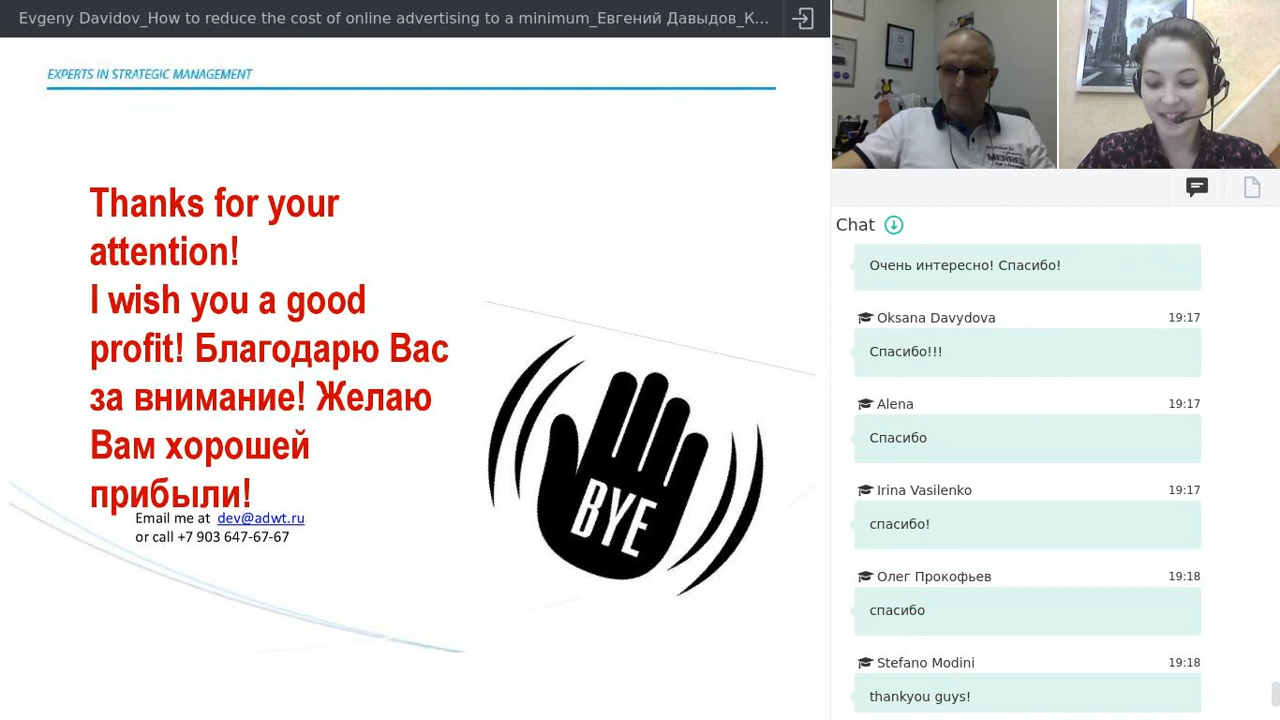 Evgeny Davidov_How to reduce the cost of online advertising to a minimum_Евгений Давыдов_К...
EXPERTS IN STRATEGIC MANAGEMENT
Thanks for your
attention!
I wish you a good
profit! Благодарю Вас
за внимание! Желаю
Вам хорошей
прибыли!
Email me at dev@adwt.ru
or call +7 903 647-67-67
BYE
MERRELL
Chat
Очень интересно! Спасибо!
Oksana Davydova 19:17
Спасибо!!!
Alena 19:17
Спасибо
Irina Vasilenko 19:17
спасибо!
Олег Прокофьев 19:18
спасибо
Stefano Modini 19:18
thankyou guys!